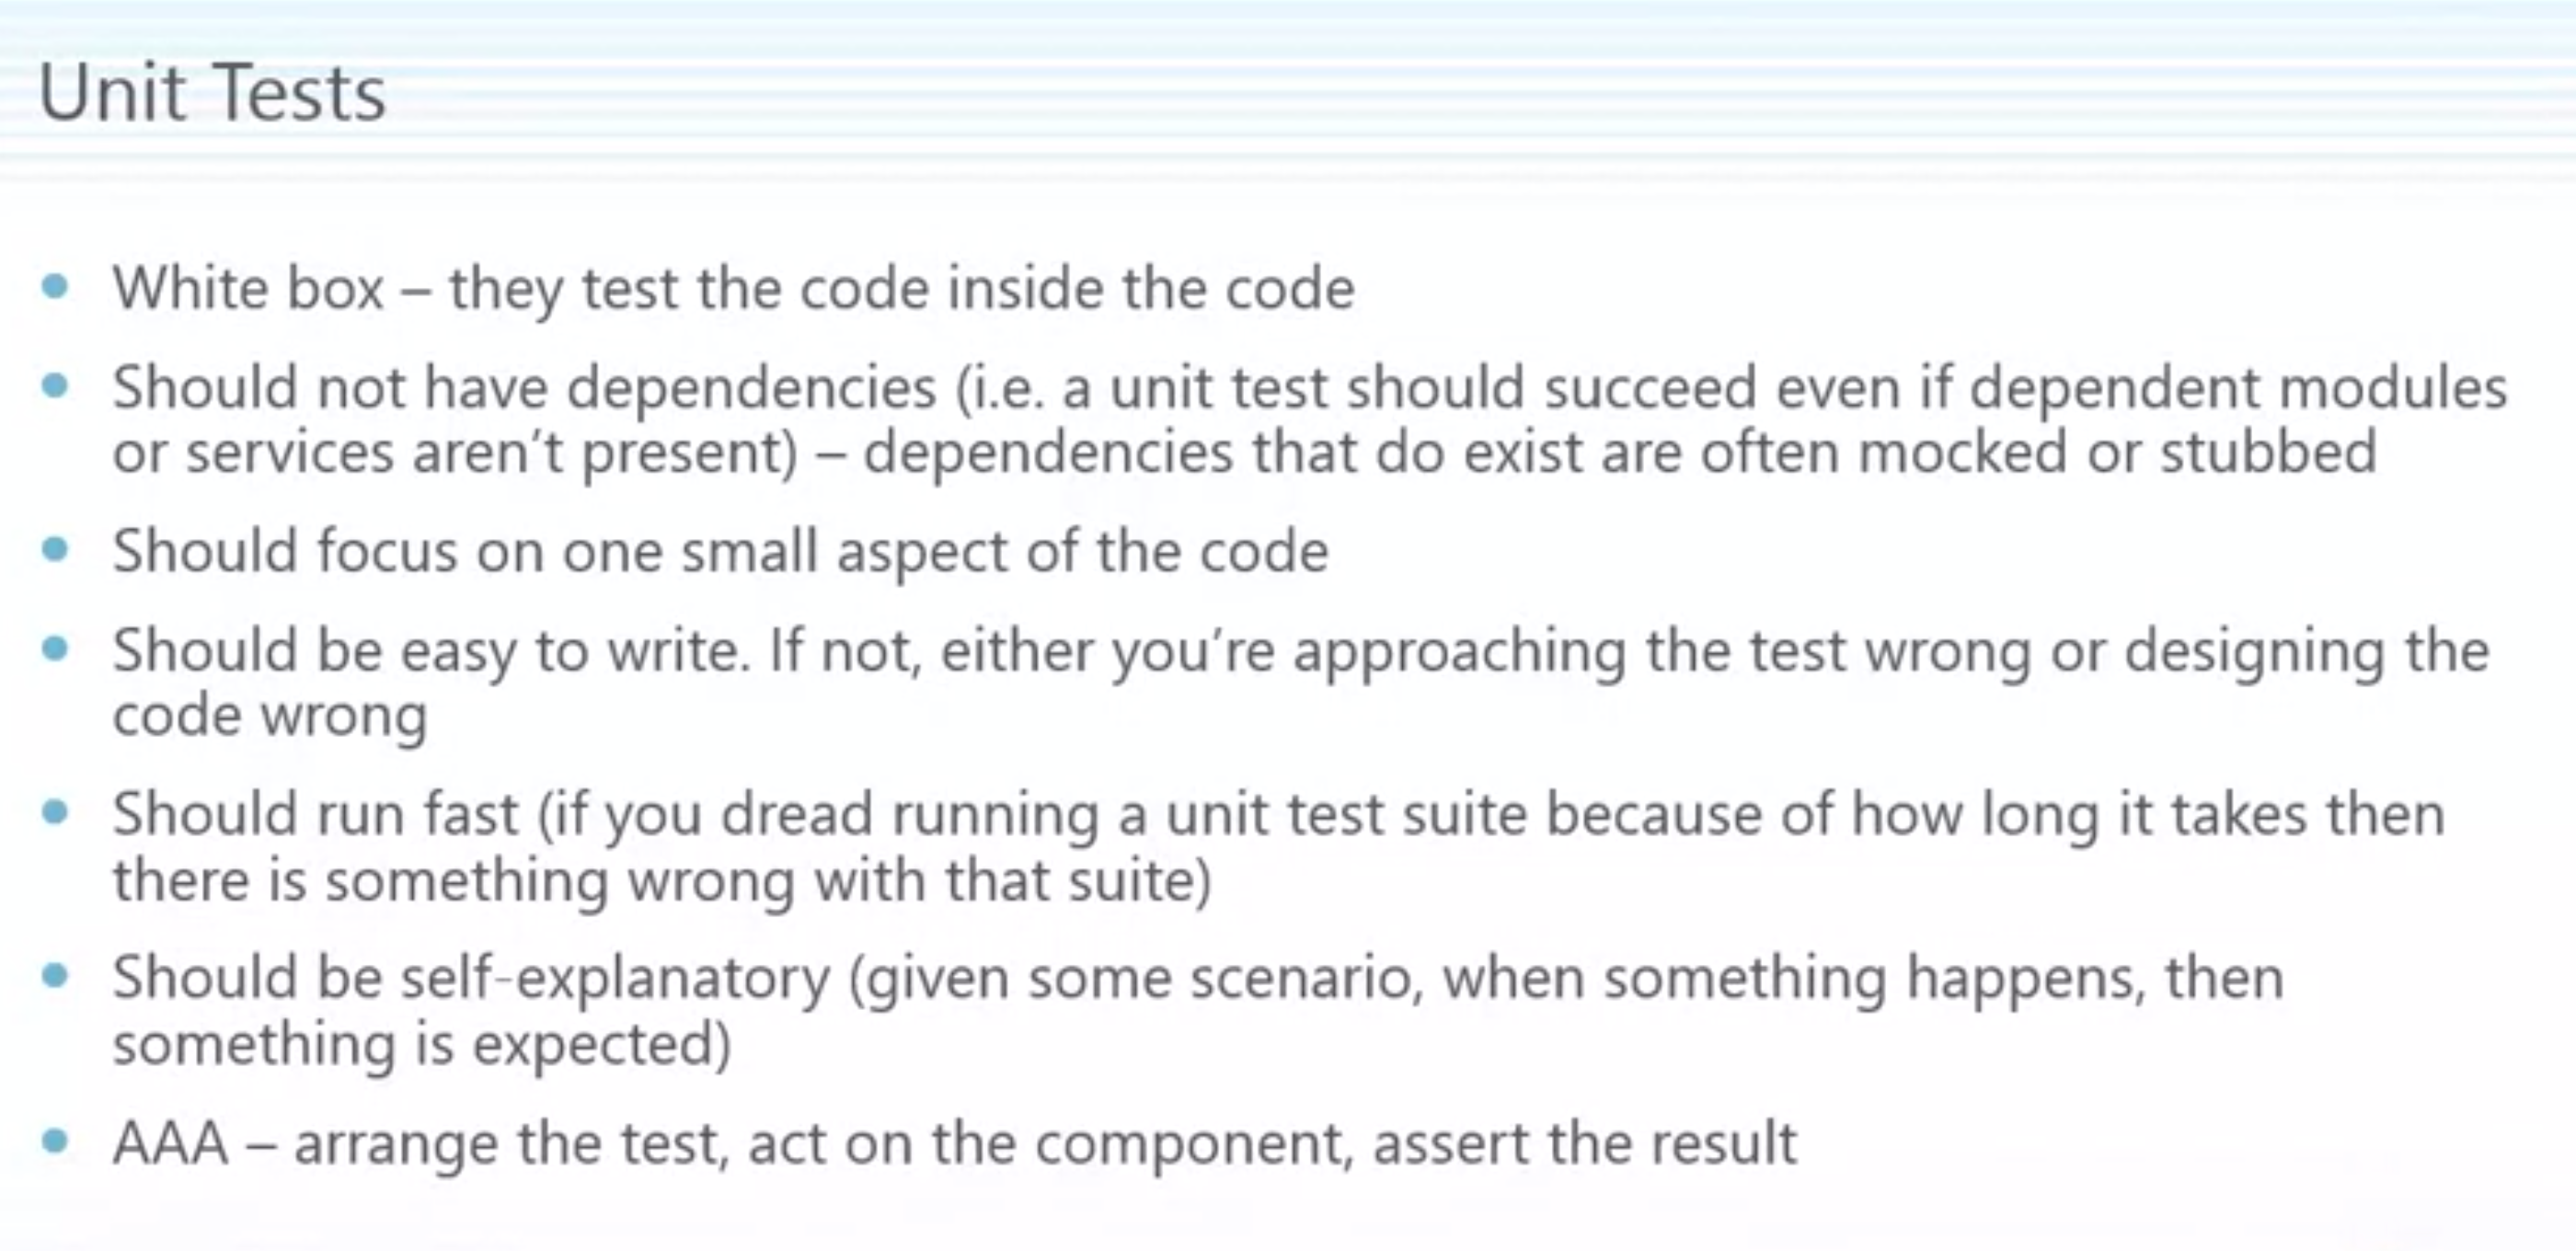 Unit Tests
• White box – they test the code inside the code
• Should not have dependencies (i.e. a unit test should succeed even if dependent modules
or services aren’t present) – dependencies that do exist are often mocked or stubbed
• Should focus on one small aspect of the code
• Should be easy to write. If not, either you’re approaching the test wrong or designing the
code wrong
• Should run fast (if you dread running a unit test suite because of how long it takes then
there is something wrong with that suite)
• Should be self-explanatory (given some scenario, when something happens, then
something is expected)
• AAA – arrange the test, act on the component, assert the result